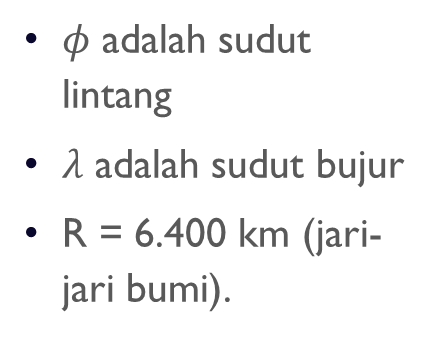 • 𝜙 adalah sudut
lintang
• 𝜆 adalah sudut bujur
• R = 6.400 km (jari-
jari bumi).